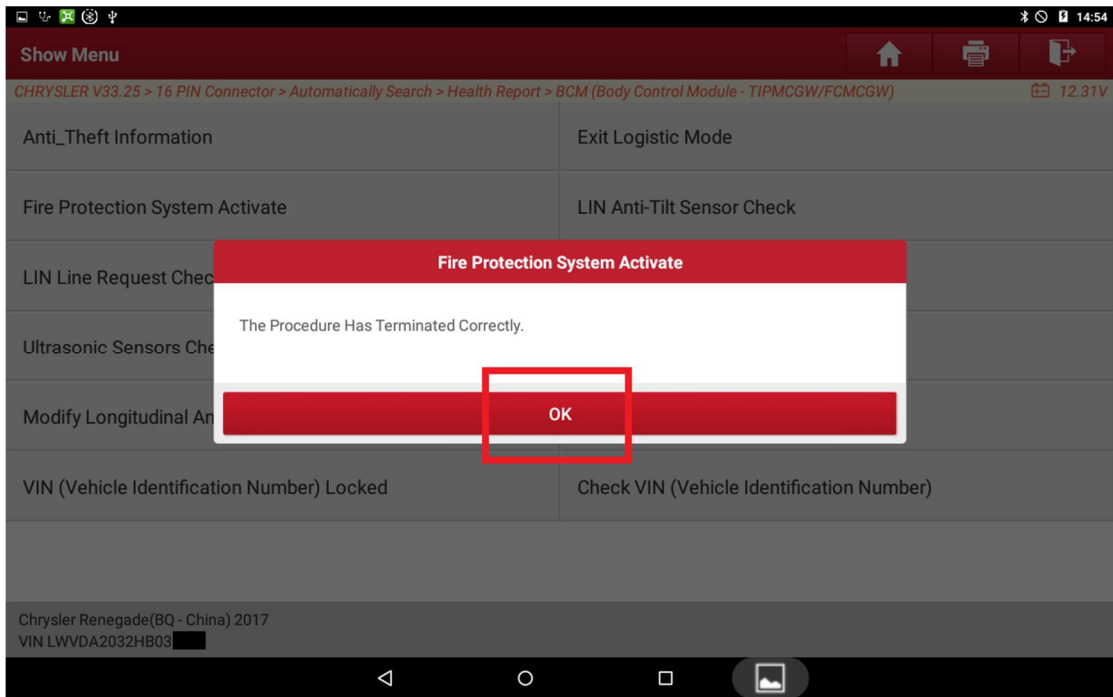 14:54
Show Menu
CHRYSLER V33.25 > 16 PIN Connector > Automatically Search > Health Report > BCM (Body Control Module - TIPMCGW/FCMCGW)
12.31V
Anti_Theft Information
Exit Logistic Mode
Fire Protection System Activate
LIN Anti-Tilt Sensor Check
LIN Line Request Chec
Fire Protection System Activate
The Procedure Has Terminated Correctly.
Ultrasonic Sensors Che
OK
Modify Longitudinal An
VIN (Vehicle Identification Number) Locked
Check VIN (Vehicle Identification Number)
Chrysler Renegade(BQ - China) 2017
VIN LWVDA2032HB03